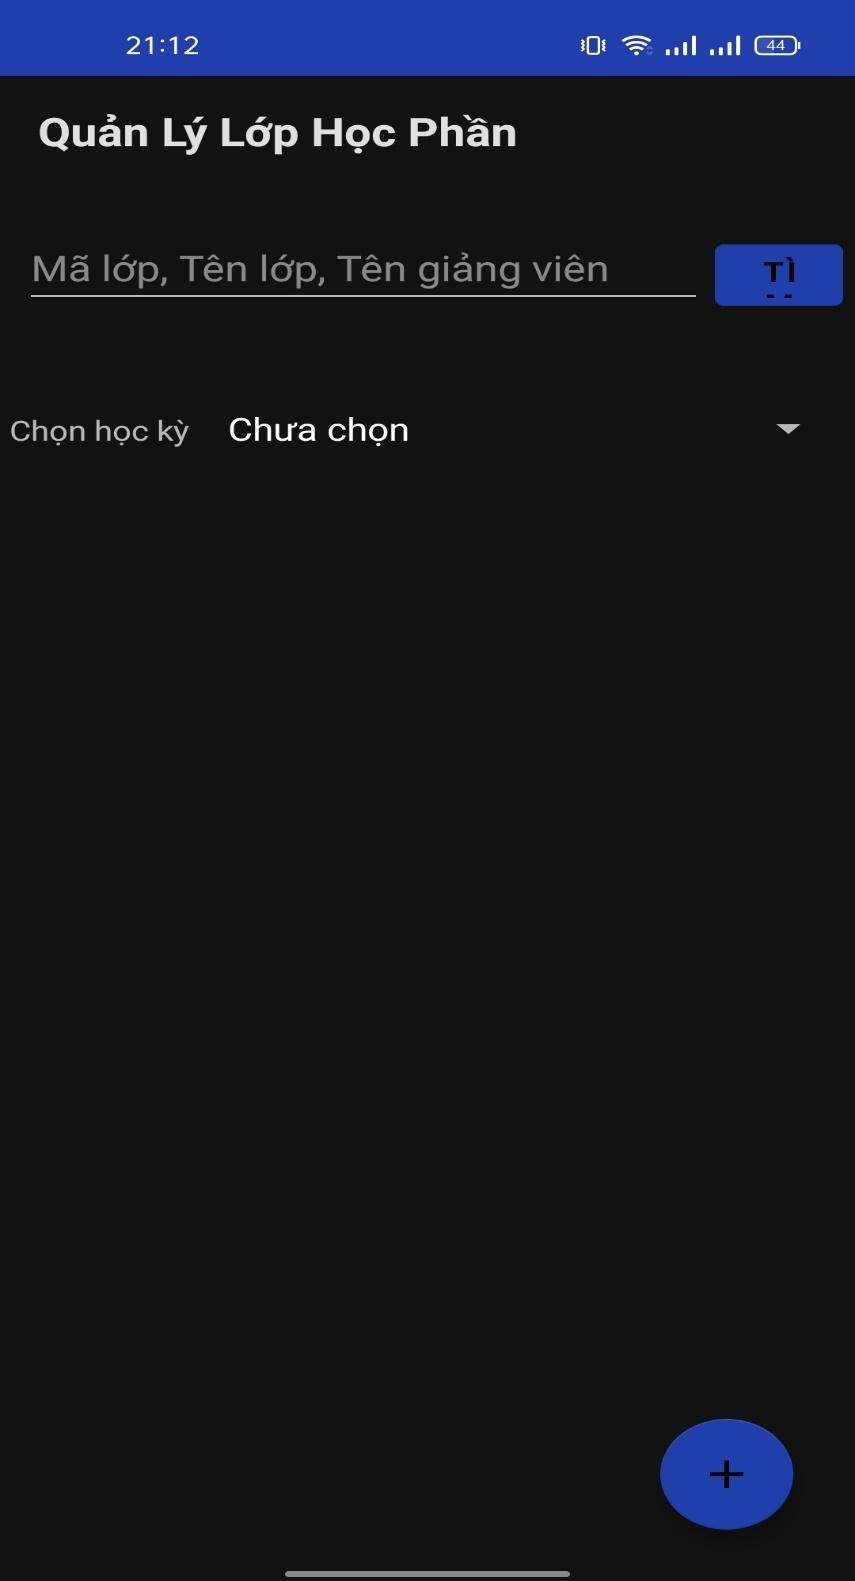 21:12
44
Quản Lý Lớp Học Phần
Mã lớp, Tên lớp, Tên giảng viên
TÌ
Chọn học kỳ
Chưa chọn
+